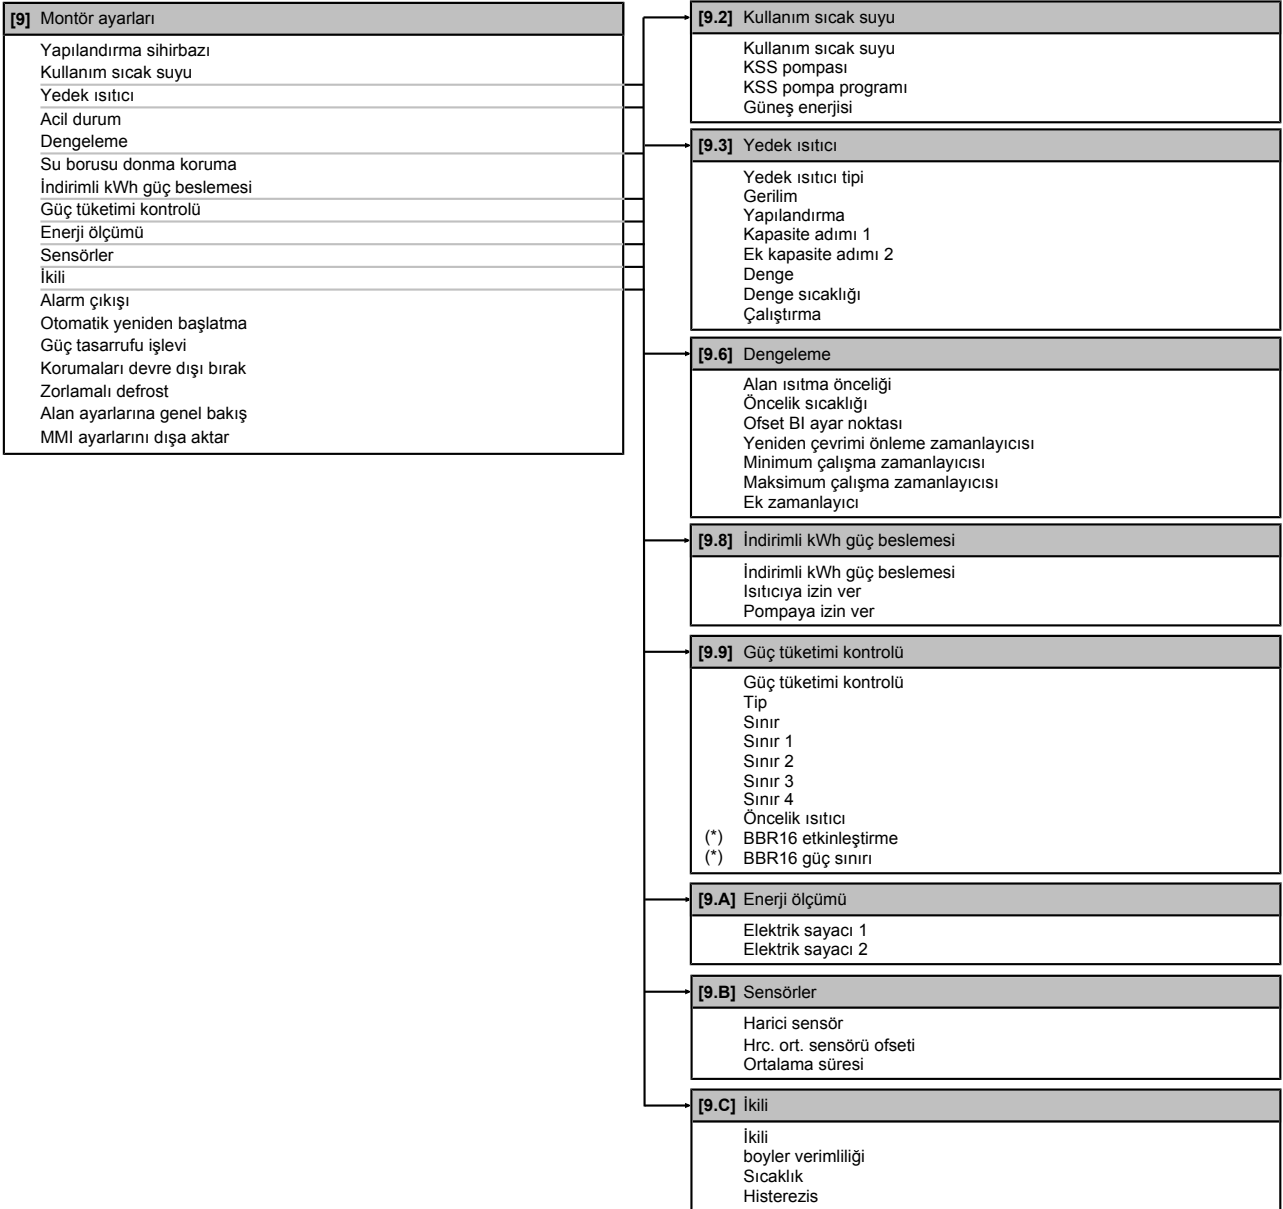 [9] Montör ayarları
Yapılandırma sihirbazı
Kullanım sıcak suyu
Yedek ısıtıcı
Acil durum
Dengeleme
Su borusu donma koruma
İndirimli kWh güç beslemesi
Güç tüketimi kontrolü
Enerji ölçümü
Sensörler
İkili
Alarm çıkışı
Otomatik yeniden başlatma
Güç tasarrufu işlevi
Korumaları devre dışı bırak
Zorlamalı defrost
Alan ayarlarına genel bakış
MMI ayarlarını dışa aktar
[9.2] Kullanım sıcak suyu
Kullanım sıcak suyu
KSS pompası
KSS pompa programı
Güneş enerjisi
[9.3] Yedek ısıtıcı
Yedek ısıtıcı tipi
Gerilim
Yapılandırma
Kapasite adımı 1
Ek kapasite adımı 2
Denge
Denge sıcaklığı
Çalıştırma
[9.6] Dengeleme
Alan ısıtma önceliği
Öncelik sıcaklığı
Ofset BI ayar noktası
Yeniden çevrimi önleme zamanlayıcısı
Minimum çalışma zamanlayıcısı
Maksimum çalışma zamanlayıcısı
Ek zamanlayıcı
[9.8] İndirimli kWh güç beslemesi
İndirimli kWh güç beslemesi
Isıtıcıya izin ver
Pompaya izin ver
[9.9] Güç tüketimi kontrolü
Güç tüketimi kontrolü
Tip
Sınır
Sınır 1
Sınır 2
Sınır 3
Sınır 4
Öncelik ısıtıcı
(*) BBR16 etkinleştirme
(*) BBR16 güç sınırı
[9.A] Enerji ölçümü
Elektrik sayacı 1
Elektrik sayacı 2
[9.B] Sensörler
Harici sensör
Hrc. ort. sensörü ofseti
Ortalama süresi
[9.C] İkili
İkili
boyler verimliliği
Sıcaklık
Histerezis